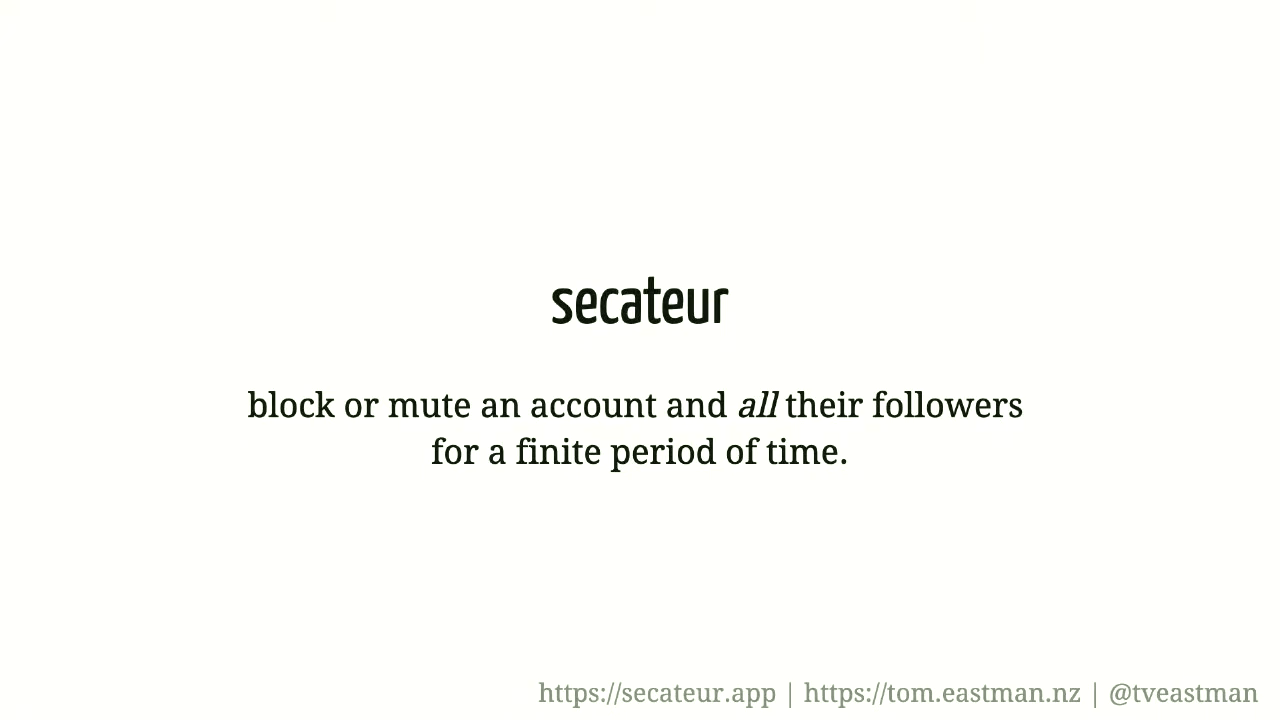 secateur
block or mute an account and all their followers
for a finite period of time.
https://secateur.app | https://tom.eastman.nz | @tveastman